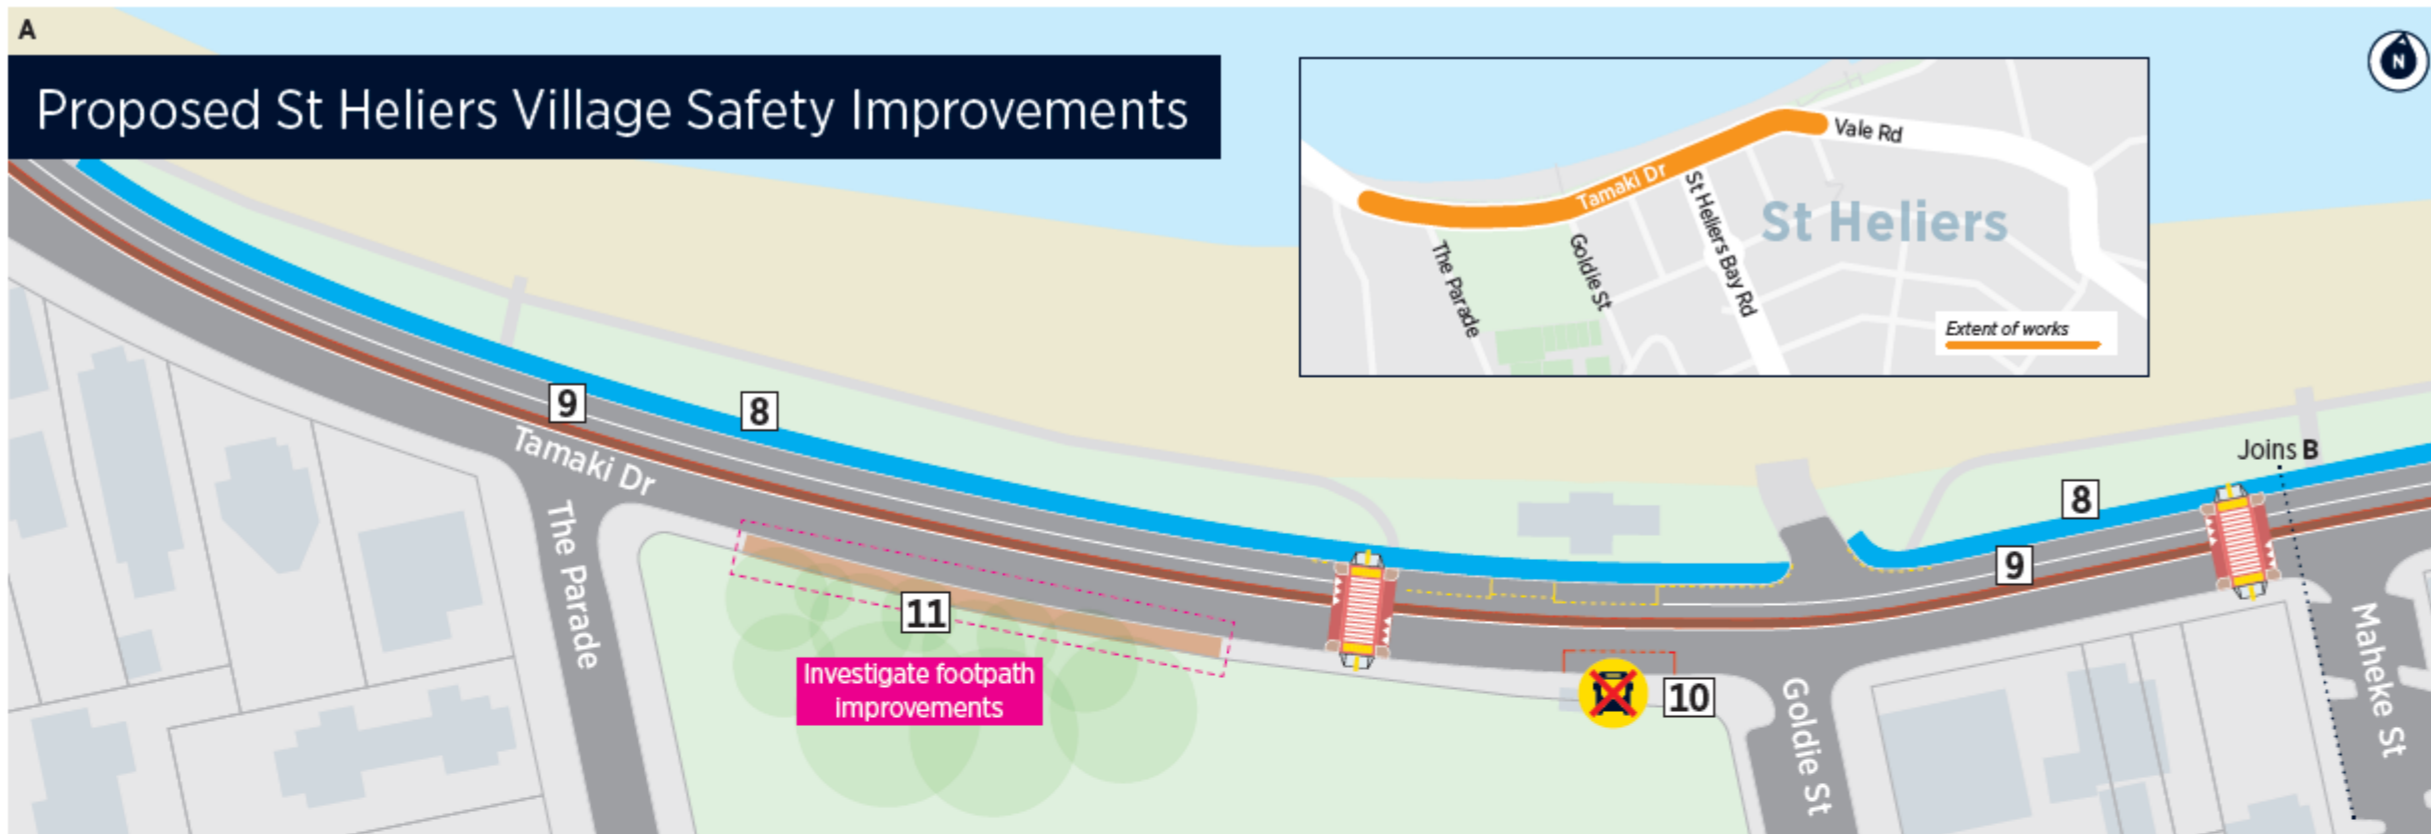 A
N
Proposed St Heliers Village Safety Improvements
Vale Rd
Tamaki Dr
St Heliers Bay Rd
St Heliers
The Parade
Goldie St
Extent of works
9
8
Tamaki Dr
The Parade
11
Investigate footpath
improvements
10
Goldie St
8
9
Joins B
Maheke St